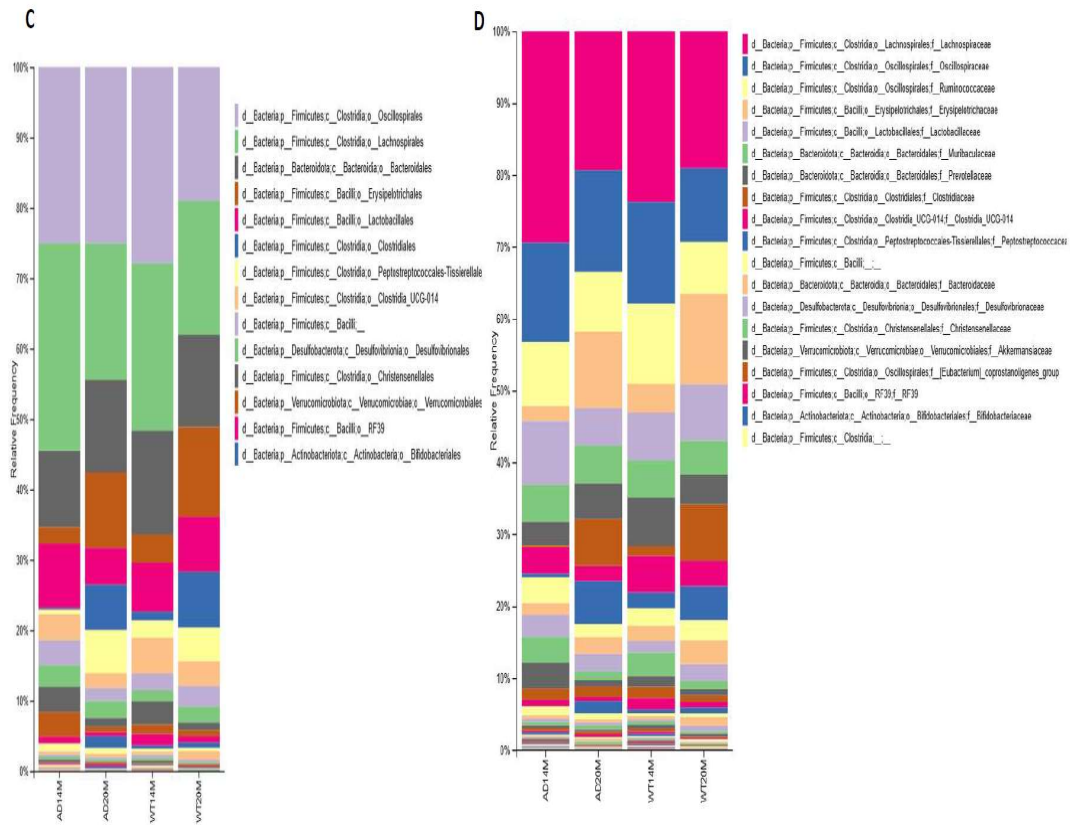 C
Relative Frequency
100%
90%
80%
70%
60%
50%
40%
30%
20%
10%
0%
AD14M
AD20M
WT14M
WT20M
d__Bacteria;p__Firmicutes;c__Clostridia;o__Oscillospirales
d__Bacteria;p__Firmicutes;c__Clostridia;o__Lachnospirales
d__Bacteria;p__Bacteroidota;c__Bacteroidia;o__Bacteroidales
d__Bacteria;p__Firmicutes;c__Bacilli;o__Erysipelotrichales
d__Bacteria;p__Firmicutes;c__Bacilli;o__Lactobacillales
d__Bacteria;p__Firmicutes;c__Clostridia;o__Clostridiales
d__Bacteria;p__Firmicutes;c__Clostridia;o__Peptostreptococcales-Tissierellale
d__Bacteria;p__Firmicutes;c__Clostridia;o__Clostridia_UCG-014
d__Bacteria;p__Firmicutes;c__Bacilli;__
d__Bacteria;p__Desulfobacterota;c__Desulfovibrionia;o__Desulfovibrionales
d__Bacteria;p__Firmicutes;c__Clostridia;o__Christensenellales
d__Bacteria;p__Verrucomicrobiota;c__Verrucomicrobiae;o__Verrucomicrobiales
d__Bacteria;p__Firmicutes;c__Bacilli;o__RF39
d__Bacteria;p__Actinobacteriota;c__Actinobacteria;o__Bifidobacteriales
D
Relative Frequency
100%
90%
80%
70%
60%
50%
40%
30%
20%
10%
0%
AD14M
AD20M
WT14M
WT20M
d__Bacteria;p__Firmicutes;c__Clostridia;o__Lachnospirales;f__Lachnospiraceae
d__Bacteria;p__Firmicutes;c__Clostridia;o__Oscillospirales;f__Oscillospiraceae
d__Bacteria;p__Firmicutes;c__Clostridia;o__Oscillospirales;f__Ruminococcaceae
d__Bacteria;p__Firmicutes;c__Bacilli;o__Erysipelotrichales;f__Erysipelotrichaceae
d__Bacteria;p__Firmicutes;c__Bacilli;o__Lactobacillales;f__Lactobacillaceae
d__Bacteria;p__Bacteroidota;c__Bacteroidia;o__Bacteroidales;f__Muribaculaceae
d__Bacteria;p__Bacteroidota;c__Bacteroidia;o__Bacteroidales;f__Prevotellaceae
d__Bacteria;p__Firmicutes;c__Clostridia;o__Clostridiales;f__Clostridiaceae
d__Bacteria;p__Firmicutes;c__Clostridia;o__Clostridia_UCG-014;f__Clostridia_UCG-014
d__Bacteria;p__Firmicutes;c__Clostridia;o__Peptostreptococcales-Tissierellales;f__Peptostreptococcacea
d__Bacteria;p__Firmicutes;c__Bacilli;__;__
d__Bacteria;p__Bacteroidota;c__Bacteroidia;o__Bacteroidales;f__Bacteroidaceae
d__Bacteria;p__Desulfobacterota;c__Desulfovibrionia;o__Desulfovibrionales;f__Desulfovibrionaceae
d__Bacteria;p__Firmicutes;c__Clostridia;o__Christensenellales;f__Christensenellaceae
d__Bacteria;p__Verrucomicrobiota;c__Verrucomicrobiae;o__Verrucomicrobiales;f__Akkermansiaceae
d__Bacteria;p__Firmicutes;c__Clostridia;o__Oscillospirales;f__[Eubacterium]_coprostanoligenes_group
d__Bacteria;p__Firmicutes;c__Bacilli;o__RF39;f__RF39
d__Bacteria;p__Actinobacteriota;c__Actinobacteria;o__Bifidobacteriales;f__Bifidobacteriaceae
d__Bacteria;p__Firmicutes;c__Clostridia;__;__